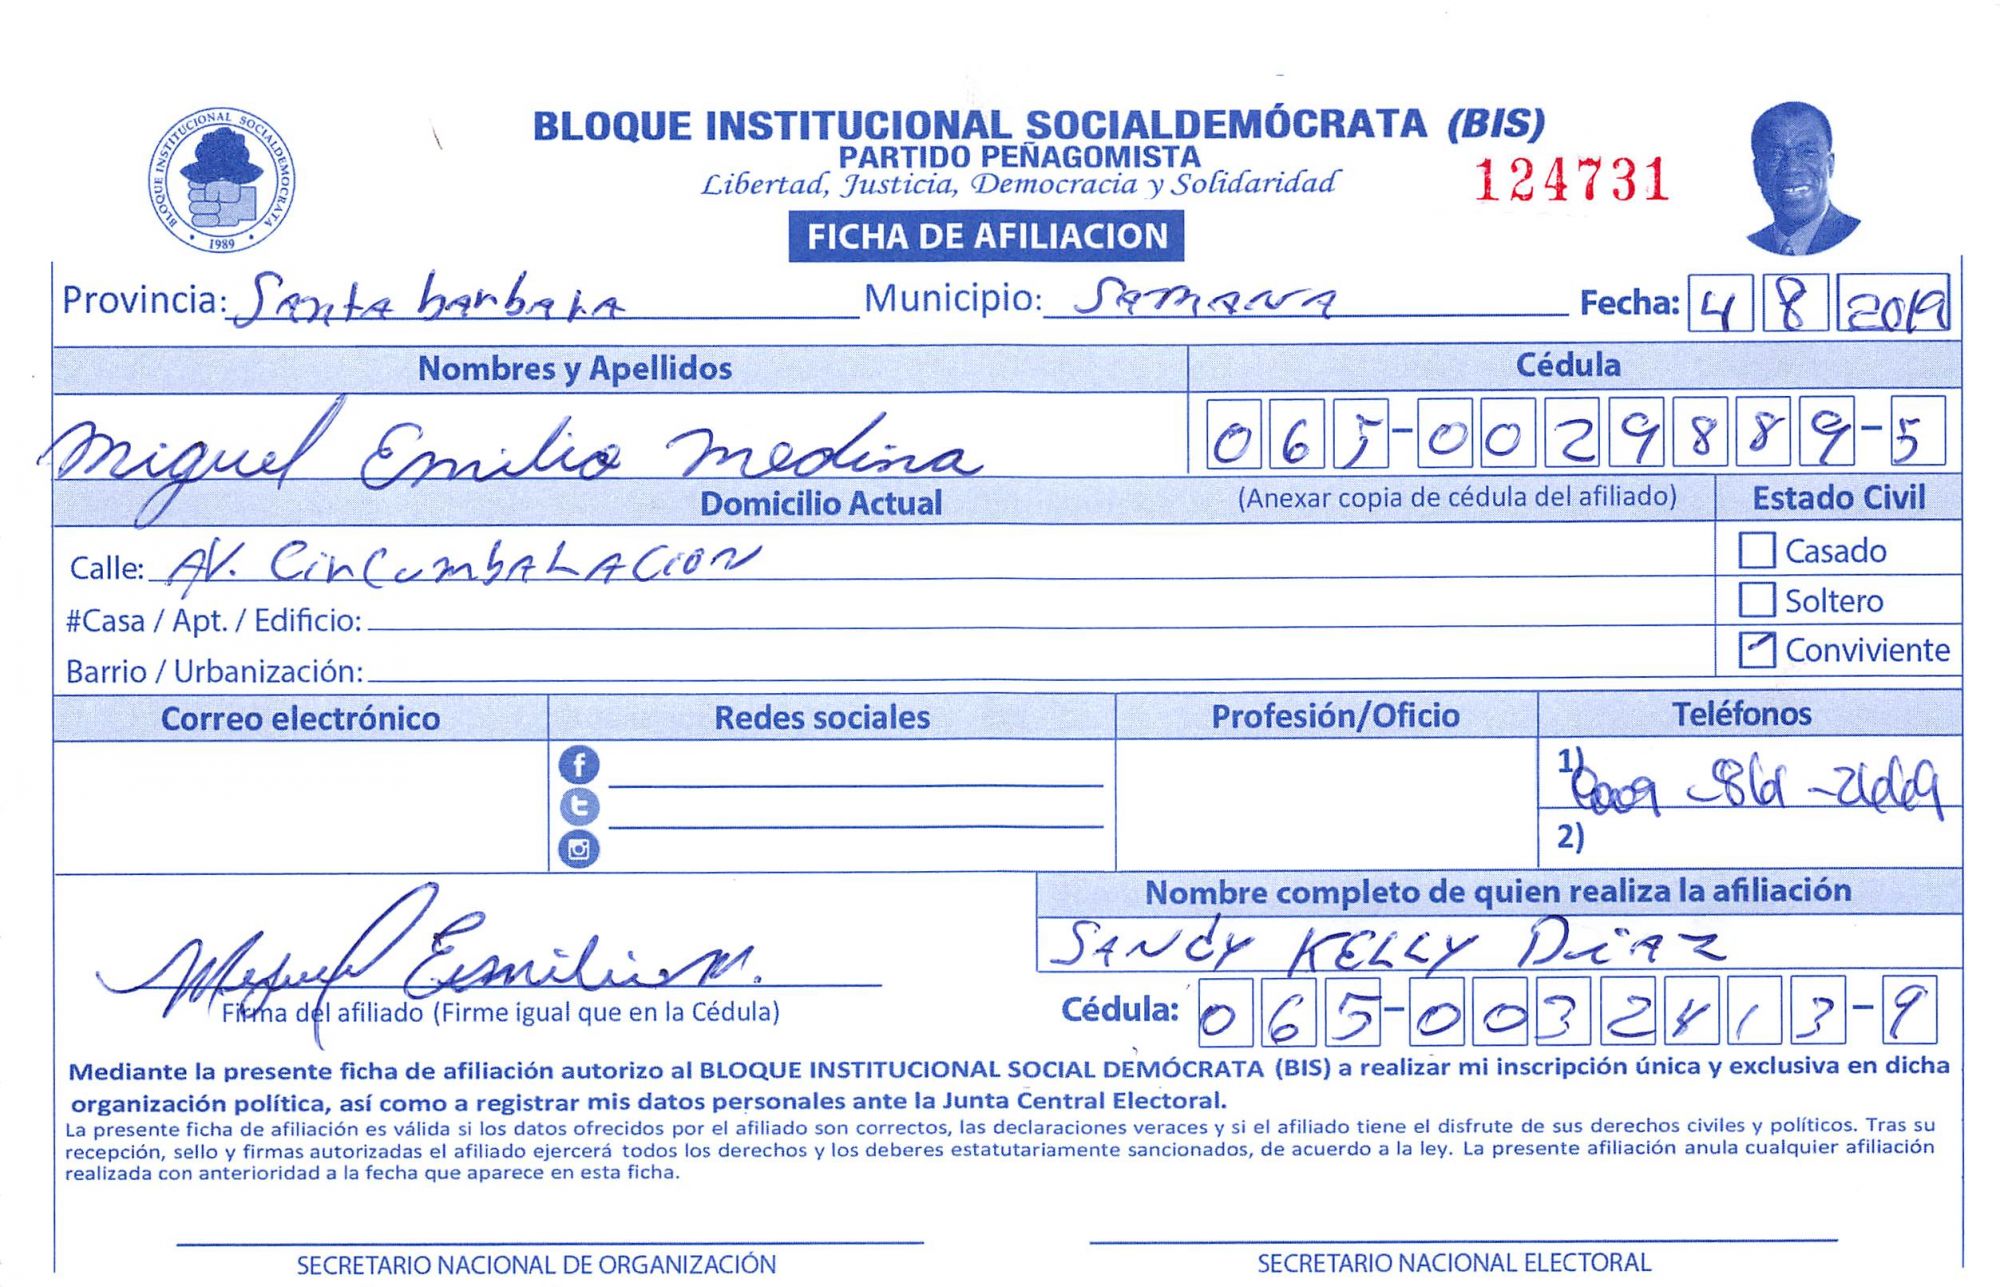 BLOQUE INSTITUCIONAL SOCIALDEMÓCRATA (BIS)
PARTIDO PEÑAGOMISTA
Libertad, Justicia, Democracia y Solidaridad
124731
BLOQUE INSTITUCIONAL SOCIALDEMOCRATA
• 1989 •
FICHA DE AFILIACION
Provincia: Santa barbara Municipio: Samana Fecha: 4 8 2019
Nombres y Apellidos Cédula
Miguel Emilio Medina 065-0029889-5
Domicilio Actual (Anexar copia de cédula del afiliado) Estado Civil
Calle: AV. Circumbalacion Casado
#Casa / Apt. / Edificio: Soltero
Barrio / Urbanización: Conviviente
Correo electrónico Redes sociales Profesión/Oficio Teléfonos
1)
2)
Nombre completo de quien realiza la afiliación
SANdY KELLY DiAZ
Miguel Emilio M.
Firma del afiliado (Firme igual que en la Cédula) Cédula: 065-0032413-9
Mediante la presente ficha de afiliación autorizo al BLOQUE INSTITUCIONAL SOCIAL DEMÓCRATA (BIS) a realizar mi inscripción única y exclusiva en dicha
organización política, así como a registrar mis datos personales ante la Junta Central Electoral.
La presente ficha de afiliación es válida si los datos ofrecidos por el afiliado son correctos, las declaraciones veraces y si el afiliado tiene el disfrute de sus derechos civiles y políticos. Tras su
recepción, sello y firmas autorizadas el afiliado ejercerá todos los derechos y los deberes estatutariamente sancionados, de acuerdo a la ley. La presente afiliación anula cualquier afiliación
realizada con anterioridad a la fecha que aparece en esta ficha.
SECRETARIO NACIONAL DE ORGANIZACIÓN SECRETARIO NACIONAL ELECTORAL